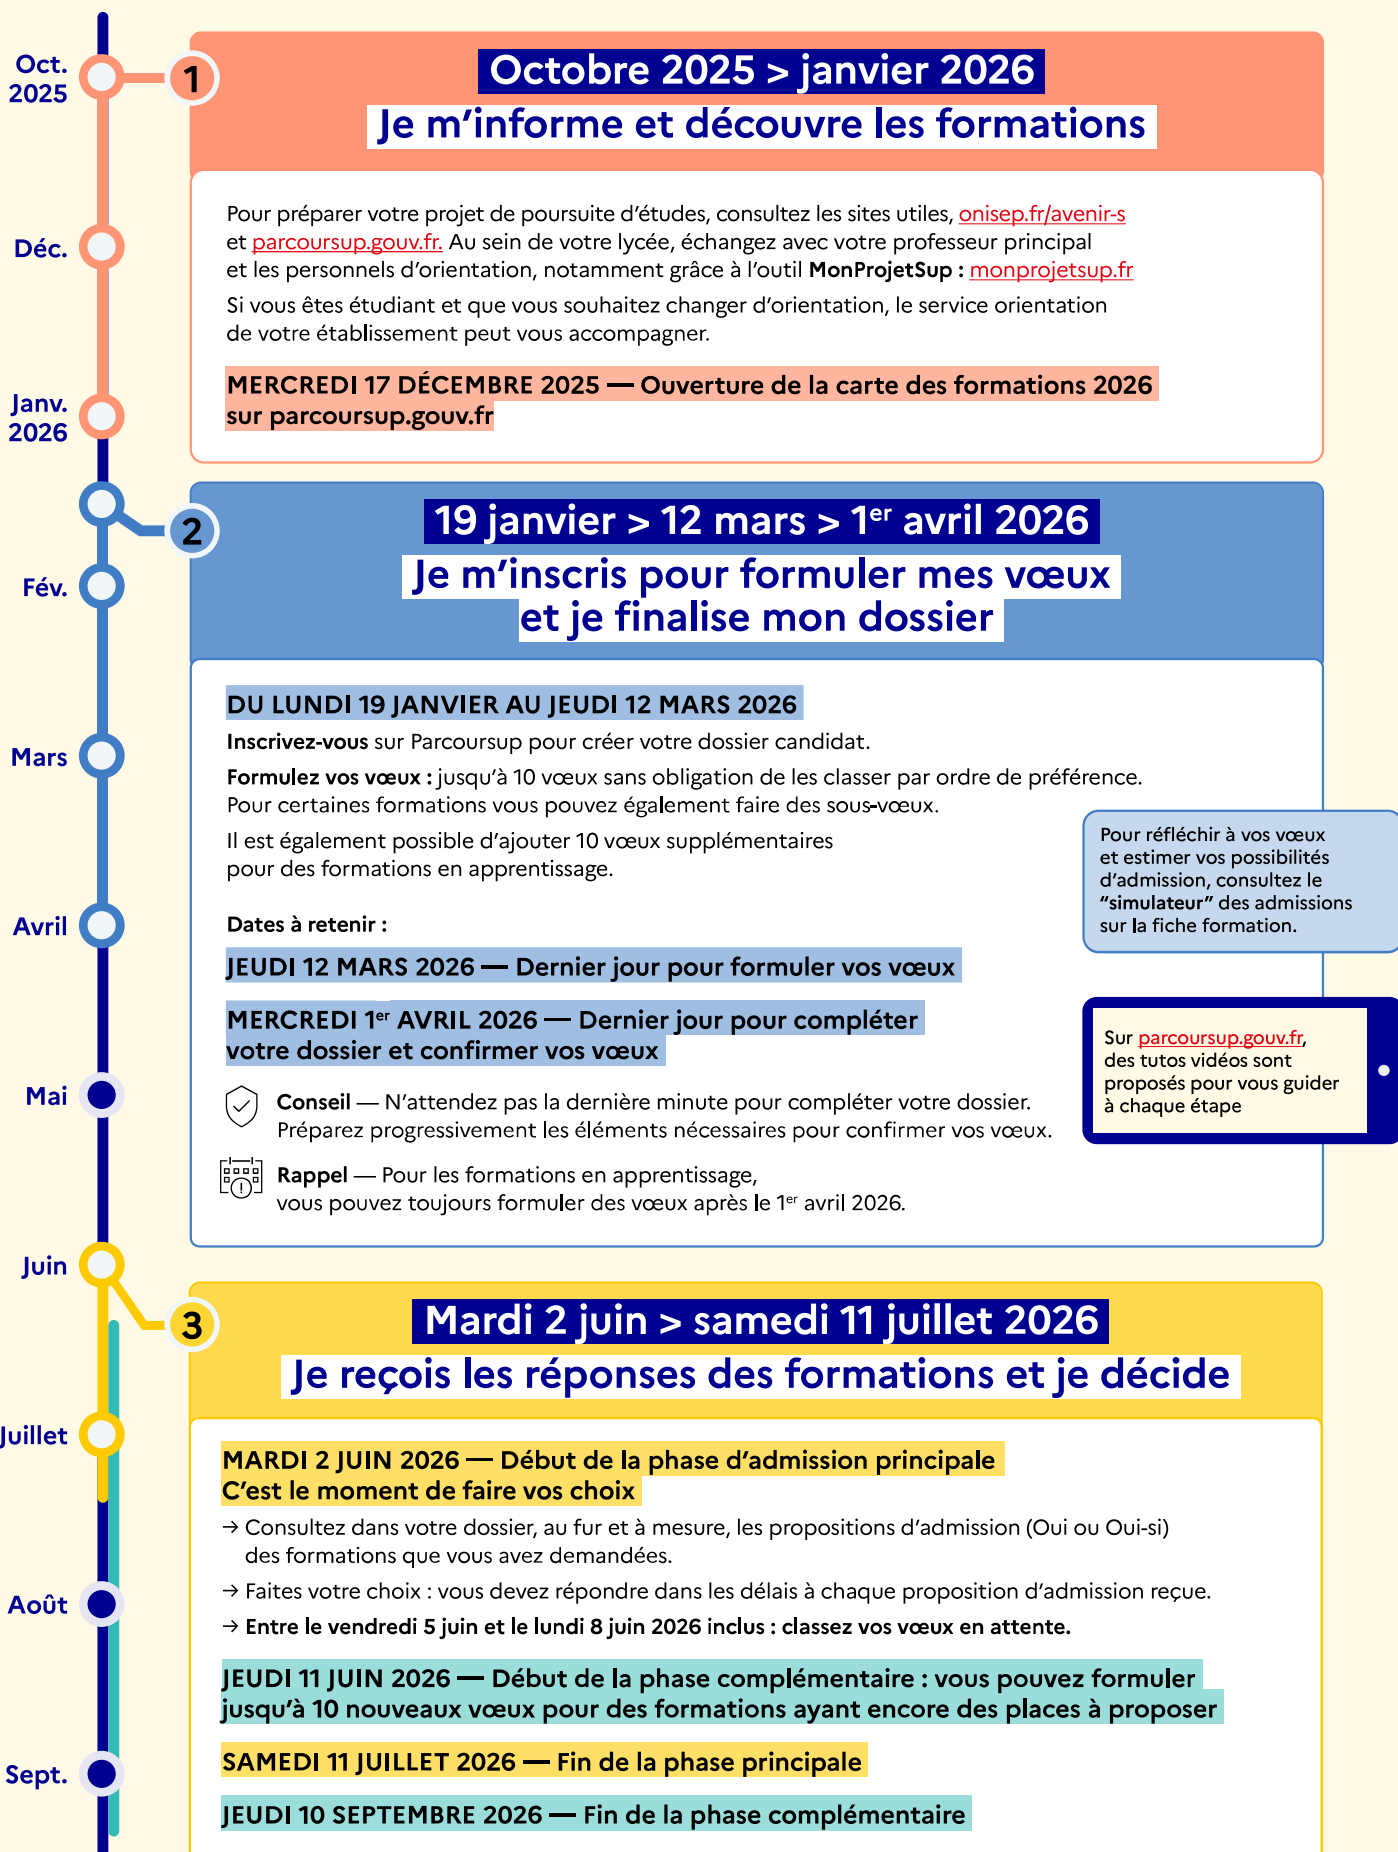 Oct.
2025
Déc.
Janv.
2026
Fév.
Mars
Avril
Mai
Juin
Juillet
Août
Sept.
1
Octobre 2025 > janvier 2026
Je m’informe et découvre les formations
Pour préparer votre projet de poursuite d’études, consultez les sites utiles, onisep.fr/avenir-s
et parcoursup.gouv.fr. Au sein de votre lycée, échangez avec votre professeur principal
et les personnels d’orientation, notamment grâce à l’outil MonProjetSup : monprojetsup.fr
Si vous êtes étudiant et que vous souhaitez changer d’orientation, le service orientation
de votre établissement peut vous accompagner.
MERCREDI 17 DÉCEMBRE 2025 — Ouverture de la carte des formations 2026
sur parcoursup.gouv.fr
2
19 janvier > 12 mars > 1er avril 2026
Je m’inscris pour formuler mes vœux
et je finalise mon dossier
DU LUNDI 19 JANVIER AU JEUDI 12 MARS 2026
Inscrivez-vous sur Parcoursup pour créer votre dossier candidat.
Formulez vos vœux : jusqu’à 10 vœux sans obligation de les classer par ordre de préférence.
Pour certaines formations vous pouvez également faire des sous-vœux.
Il est également possible d’ajouter 10 vœux supplémentaires
pour des formations en apprentissage.
Dates à retenir :
JEUDI 12 MARS 2026 — Dernier jour pour formuler vos vœux
MERCREDI 1er AVRIL 2026 — Dernier jour pour compléter
votre dossier et confirmer vos vœux
Conseil — N’attendez pas la dernière minute pour compléter votre dossier.
Préparez progressivement les éléments nécessaires pour confirmer vos vœux.
Rappel — Pour les formations en apprentissage,
vous pouvez toujours formuler des vœux après le 1er avril 2026.
Pour réfléchir à vos vœux
et estimer vos possibilités
d’admission, consultez le
“simulateur” des admissions
sur la fiche formation.
Sur parcoursup.gouv.fr,
des tutos vidéos sont
proposés pour vous guider
à chaque étape
3
Mardi 2 juin > samedi 11 juillet 2026
Je reçois les réponses des formations et je décide
MARDI 2 JUIN 2026 — Début de la phase d’admission principale
C’est le moment de faire vos choix
→ Consultez dans votre dossier, au fur et à mesure, les propositions d’admission (Oui ou Oui-si)
des formations que vous avez demandées.
→ Faites votre choix : vous devez répondre dans les délais à chaque proposition d’admission reçue.
→ Entre le vendredi 5 juin et le lundi 8 juin 2026 inclus : classez vos vœux en attente.
JEUDI 11 JUIN 2026 — Début de la phase complémentaire : vous pouvez formuler
jusqu’à 10 nouveaux vœux pour des formations ayant encore des places à proposer
SAMEDI 11 JUILLET 2026 — Fin de la phase principale
JEUDI 10 SEPTEMBRE 2026 — Fin de la phase complémentaire